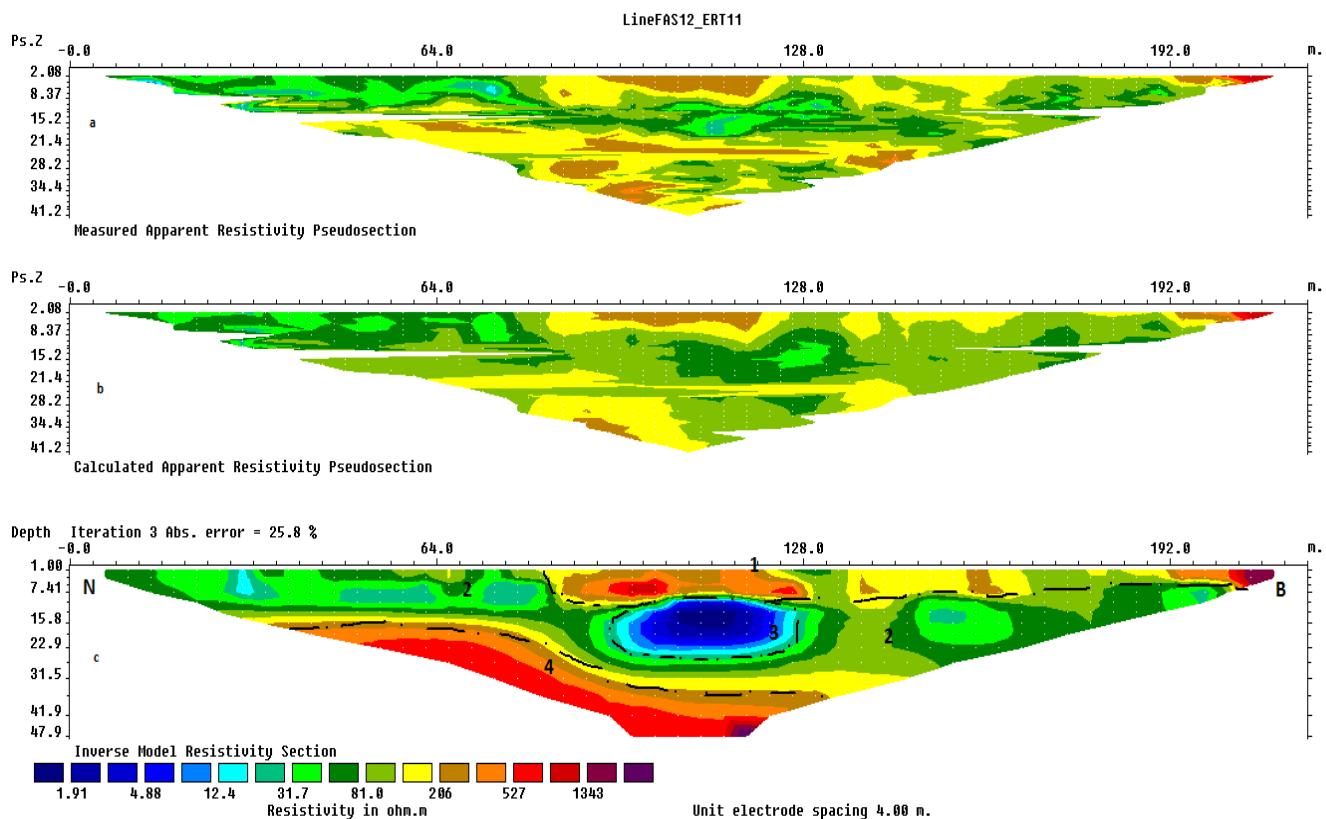 LineFAS12_ERT11
Ps.Z
-0.0 64.0 128.0 192.0 m.
2.08
8.37
15.2
a
21.4
28.2
34.4
41.2
Measured Apparent Resistivity Pseudosection
Ps.Z
-0.0 64.0 128.0 192.0 m.
2.08
8.37
15.2
21.4
b
28.2
34.4
41.2
Calculated Apparent Resistivity Pseudosection
Depth Iteration 3 Abs. error = 25.8 %
-0.0 64.0 128.0 192.0 m.
1.00 1
7.41 N 2 B
15.8
22.9 3 2
c 4
31.5
41.9
47.9
Inverse Model Resistivity Section
1.91 4.88 12.4 31.7 81.0 206 527 1343
Resistivity in ohm.m Unit electrode spacing 4.00 m.